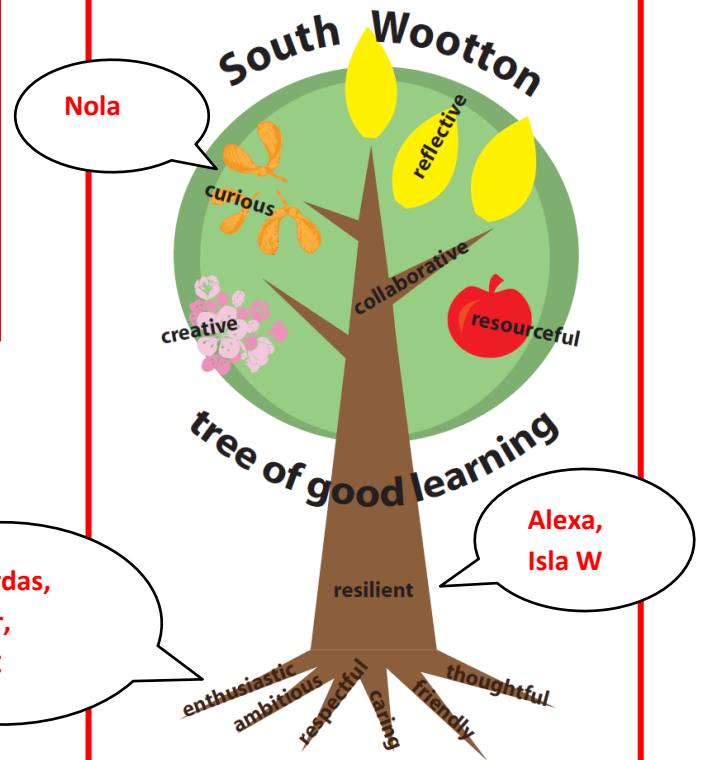 South Wootton
Nola
reflective
curious
collaborative
creative
resourceful
tree of good learning
Alexa,
Isla W
resilient
enthusiastic
ambitious
respectful
caring
friendly
thoughtful